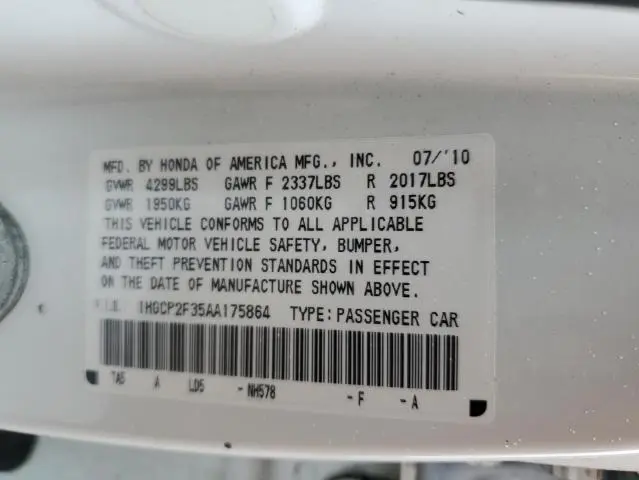 MFD. BY HONDA OF AMERICA MFG., INC. 07/'10
GVWR 4299LBS GAWR F 2337LBS R 2017LBS
GVWR 1950KG GAWR F 1060KG R 915KG
THIS VEHICLE CONFORMS TO ALL APPLICABLE
FEDERAL MOTOR VEHICLE SAFETY, BUMPER,
AND THEFT PREVENTION STANDARDS IN EFFECT
ON THE DATE OF MANUFACTURE SHOWN ABOVE.
V.I.N. 1HGCP2F35AA175864 TYPE:PASSENGER CAR
TA5 A LD5 -NH578 -F -A